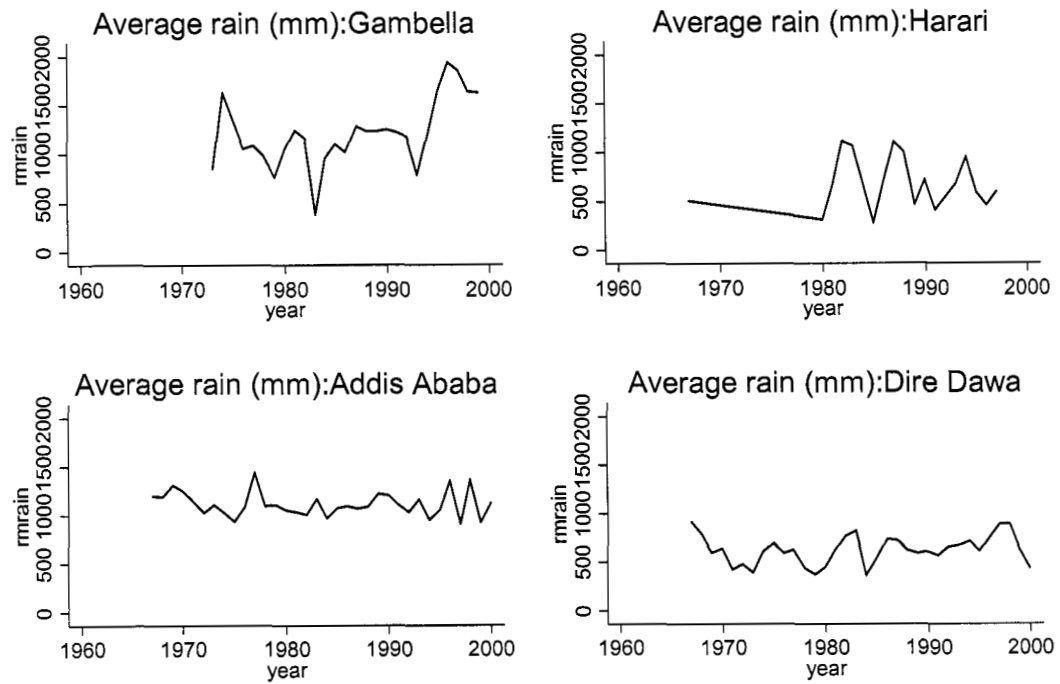 Average rain (mm):Gambella
rmrain
0 500 1000 1500 2000
1960 1970 1980 1990 2000
year
Average rain (mm):Harari
rmrain
0 500 1000 1500 2000
1960 1970 1980 1990 2000
year
Average rain (mm):Addis Ababa
rmrain
0 500 1000 1500 2000
1960 1970 1980 1990 2000
year
Average rain (mm):Dire Dawa
rmrain
0 500 1000 1500 2000
1960 1970 1980 1990 2000
year